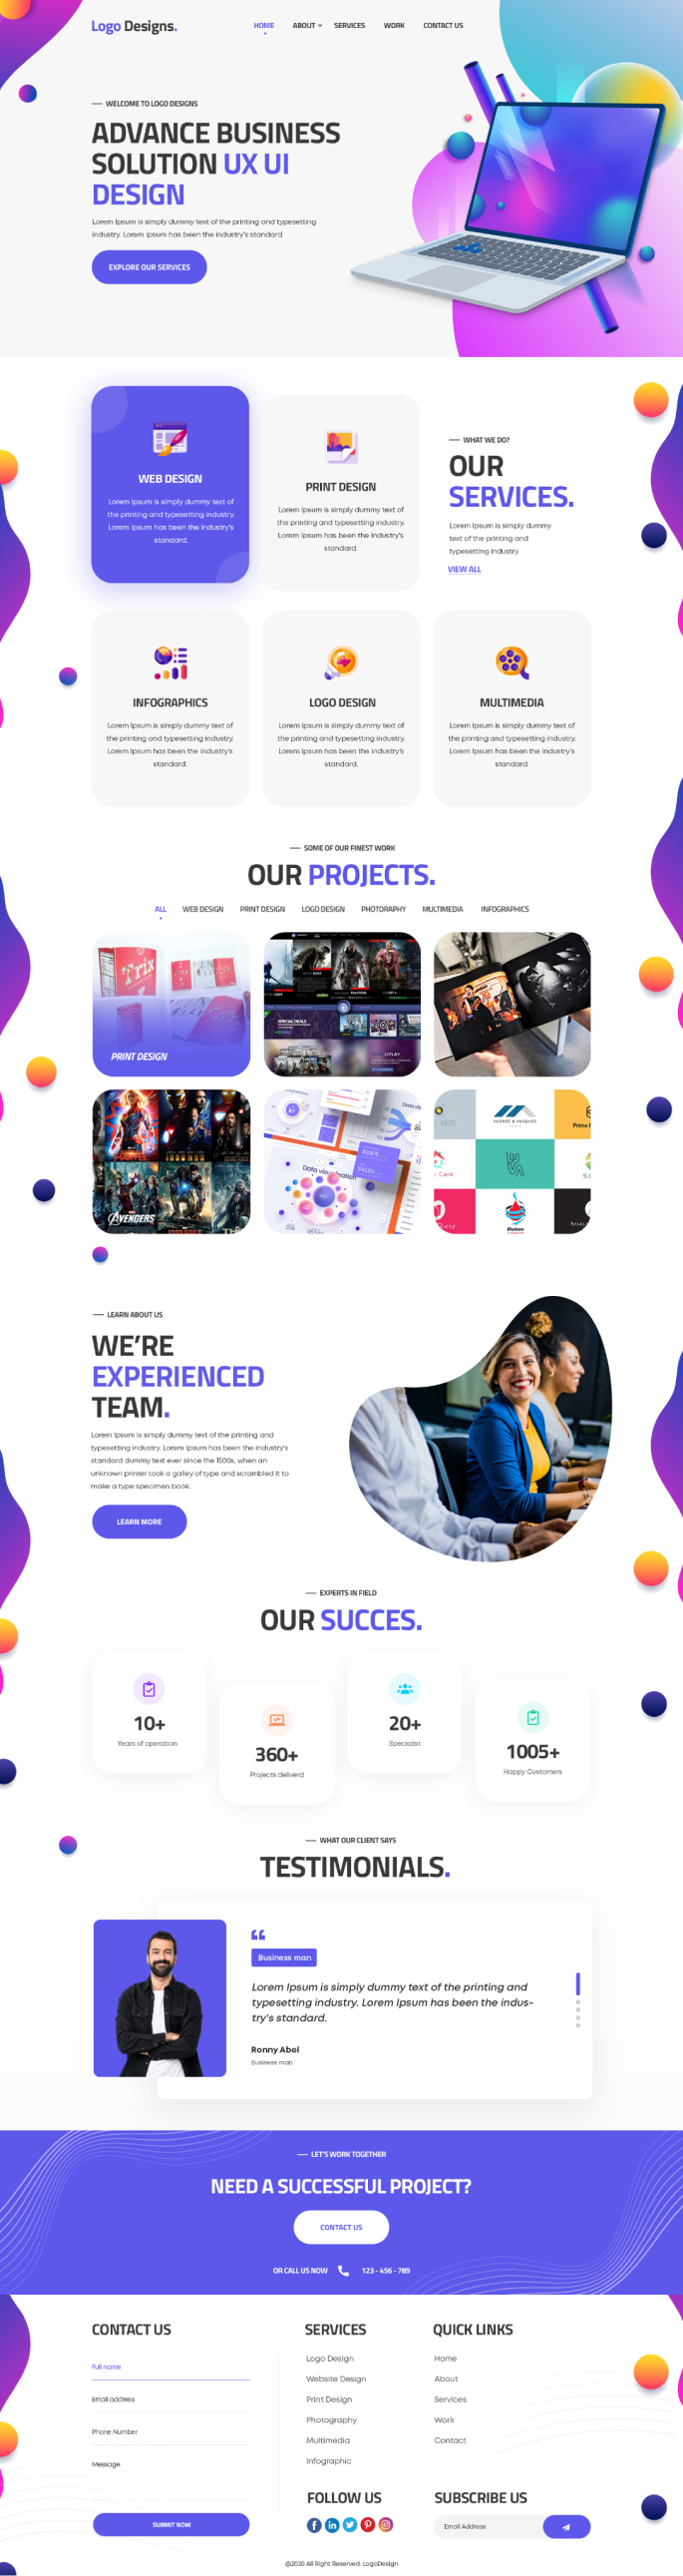 Logo Designs.
HOME ABOUT SERVICES WORK CONTACT US
WELCOME TO LOGO DESIGNS
ADVANCE BUSINESS
SOLUTION UX UI
DESIGN
Lorem Ipsum is simply dummy text of the printing and typesetting
industry. Lorem Ipsum has been the industry's standard
EXPLORE OUR SERVICES
WEB DESIGN
Lorem Ipsum is simply dummy text of
the printing and typesetting industry.
Lorem Ipsum has been the industry's
standard.
PRINT DESIGN
Lorem Ipsum is simply dummy text of
the printing and typesetting industry.
Lorem Ipsum has been the industry's
standard.
WHAT WE DO?
OUR
SERVICES.
Lorem Ipsum is simply dummy
text of the printing and
typesetting industry.
VIEW ALL
INFOGRAPHICS
Lorem Ipsum is simply dummy text of
the printing and typesetting industry.
Lorem Ipsum has been the industry's
standard.
LOGO DESIGN
Lorem Ipsum is simply dummy text of
the printing and typesetting industry.
Lorem Ipsum has been the industry's
standard.
MULTIMEDIA
Lorem Ipsum is simply dummy text of
the printing and typesetting industry.
Lorem Ipsum has been the industry's
standard.
SOME OF OUR FINEST WORK
OUR PROJECTS.
ALL WEB DESIGN PRINT DESIGN LOGO DESIGN PHOTORAPHY MULTIMEDIA INFOGRAPHICS
Trix
PRINT DESIGN
SPECIAL DEALS
AVENGERS
Data visualisation
LEARN ABOUT US
WE'RE
EXPERIENCED
TEAM.
Lorem Ipsum is simply dummy text of the printing and
typesetting industry. Lorem Ipsum has been the industry's
standard dummy text ever since the 1500s, when an
unknown printer took a galley of type and scrambled it to
make a type specimen book.
LEARN MORE
EXPERTS IN FIELD
OUR SUCCES.
10+
Years of operation
360+
Projects deliverd
20+
Specialist
1005+
Happy Customers
WHAT OUR CLIENT SAYS
TESTIMONIALS.
Business man
Lorem Ipsum is simply dummy text of the printing and
typesetting industry. Lorem Ipsum has been the indus-
try's standard.
Ronny Abel
Business man
LET'S WORK TOGETHER
NEED A SUCCESSFUL PROJECT?
CONTACT US
OR CALL US NOW 123 - 456 - 789
CONTACT US
Full name
Email address
Phone Number
Message
SUBMIT NOW
SERVICES
Logo Design
Website Design
Print Design
Photography
Multimedia
Infographic
QUICK LINKS
Home
About
Services
Work
Contact
FOLLOW US
SUBSCRIBE US
Email Address
@2020 All Right Reserved. LogoDesign